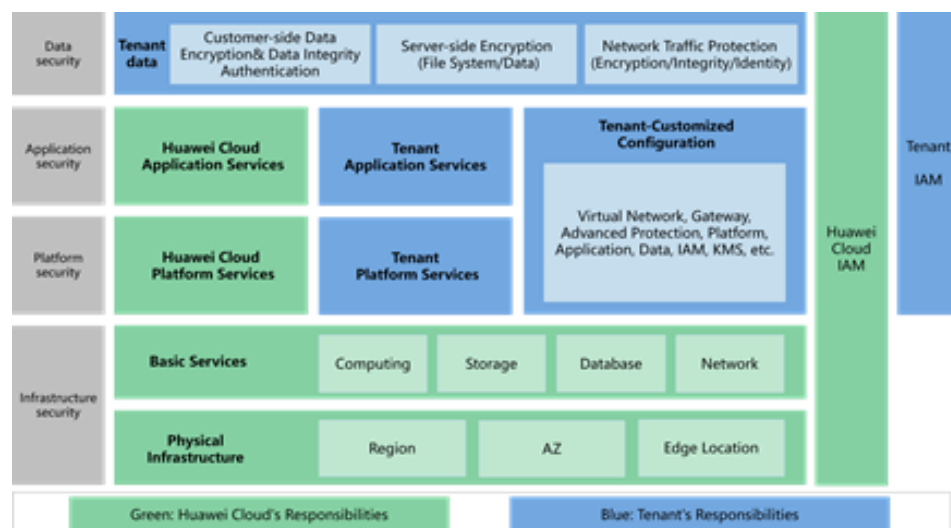 Data
security
Tenant
data
Customer-side Data
Encryption& Data Integrity
Authentication
Server-side Encryption
(File System/Data)
Network Traffic Protection
(Encryption/Integrity/Identity)
Application
security
Huawei Cloud
Application Services
Tenant
Application Services
Tenant-Customized
Configuration
Virtual Network, Gateway,
Advanced Protection, Platform,
Application, Data, IAM, KMS, etc.
Platform
security
Huawei Cloud
Platform Services
Tenant
Platform Services
Huawei
Cloud
IAM
Tenant
IAM
Infrastructure
security
Basic Services
Computing
Storage
Database
Network
Physical
Infrastructure
Region
AZ
Edge Location
Green: Huawei Cloud's Responsibilities
Blue: Tenant's Responsibilities